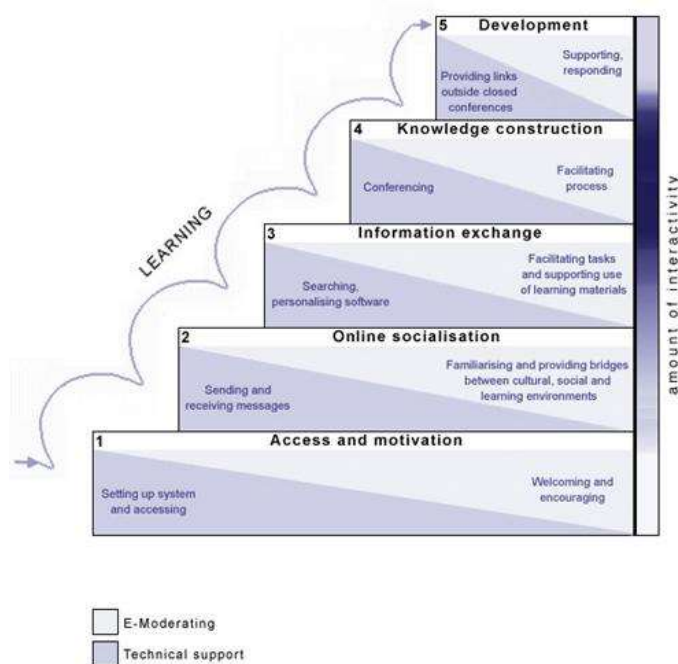 5 Development
Supporting,
responding
Providing links
outside closed
conferences
4 Knowledge construction
Facilitating
process
Conferencing
3 Information exchange
Facilitating tasks
and supporting use
of learning materials
Searching,
personalising software
2 Online socialisation
Familiarising and providing bridges
between cultural, social and
learning environments
Sending and
receiving messages
1 Access and motivation
Welcoming and
encouraging
Setting up system
and accessing
LEARNING
amount of interactivity
E-Moderating
Technical support